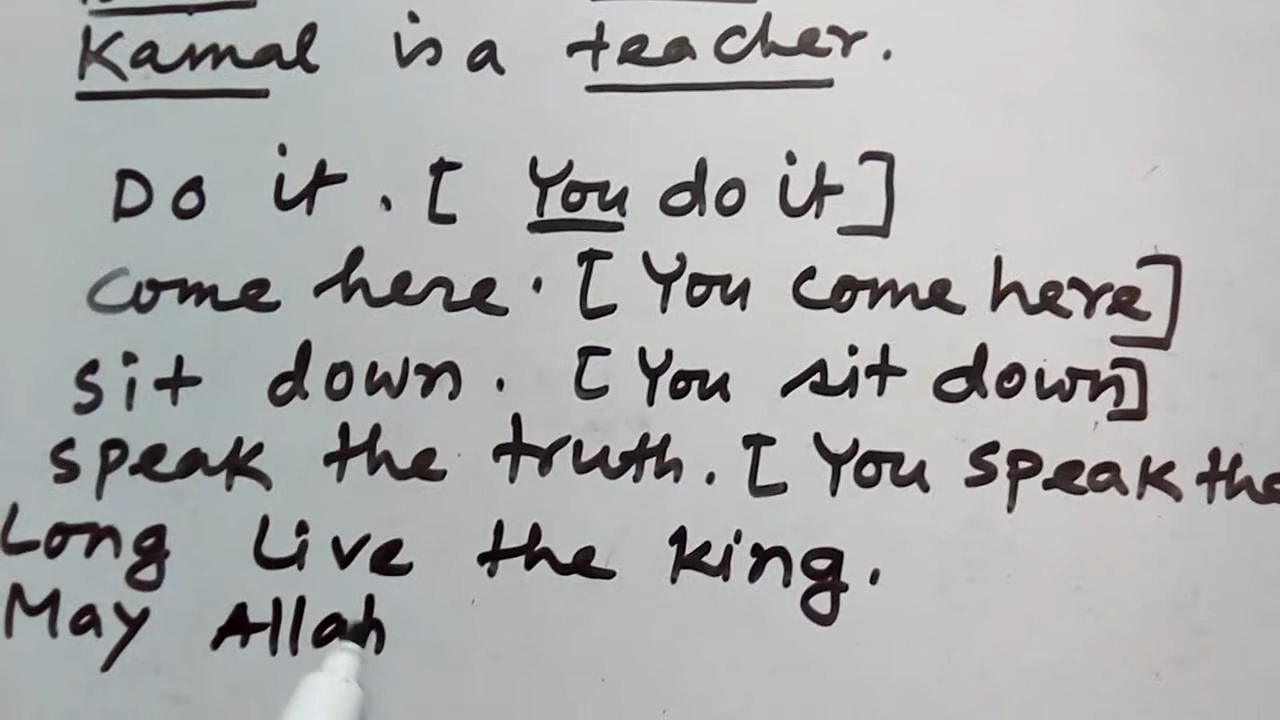 Kamal is a teacher.
Do it. [ You do it]
come here. [ You come here]
sit down. [ You sit down]
speak the truth. [ You speak the
Long Live the king.
May Allah